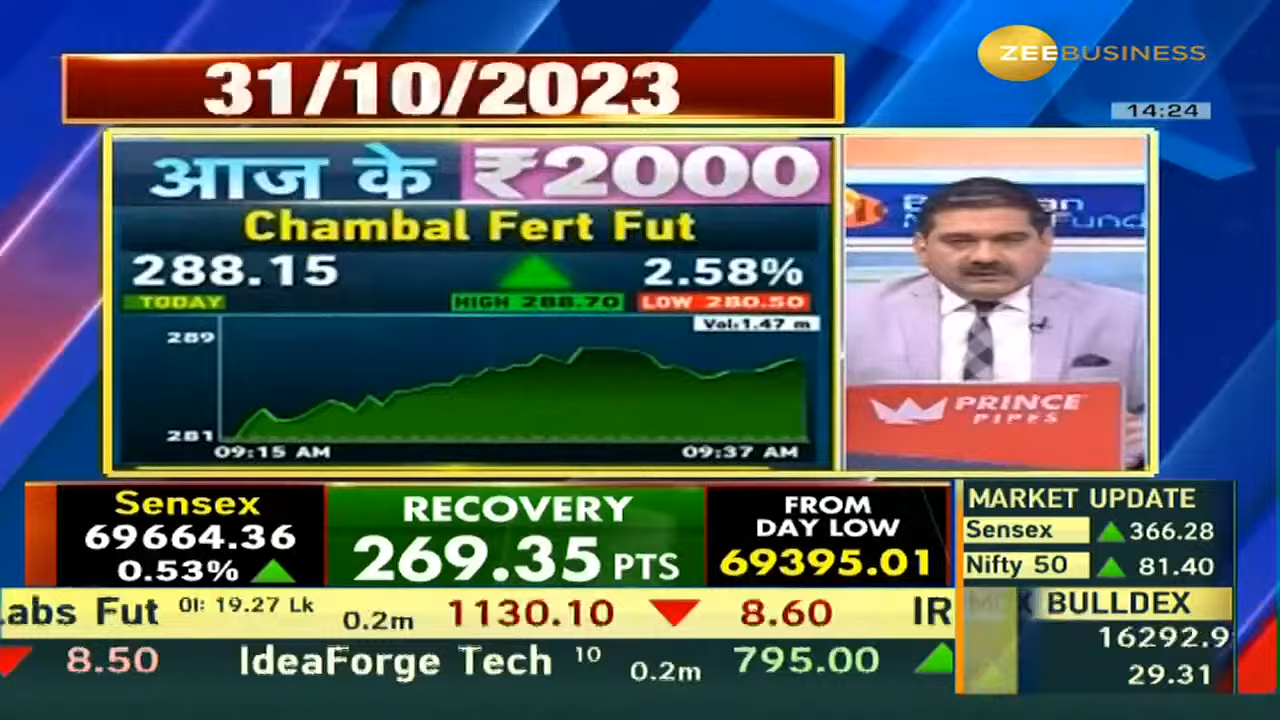 31/10/2023
ZEEBUSINESS
14:24
आज के ₹2000
Chambal Fert Fut
288.15 2.58%
TODAY HIGH 288.70 LOW 280.50
Vol:1.47 m
289
281
09:15 AM 09:37 AM
Fund
PRINCE
PIPES
Sensex
69664.36
0.53%
RECOVERY
269.35 PTS
FROM
DAY LOW
69395.01
MARKET UPDATE
Sensex 366.28
Nifty 50 81.40
BULLDEX
16292.9
29.31
abs Fut OI: 19.27 Lk 0.2m 1130.10 8.60 IR
8.50 IdeaForge Tech 10 0.2m 795.00